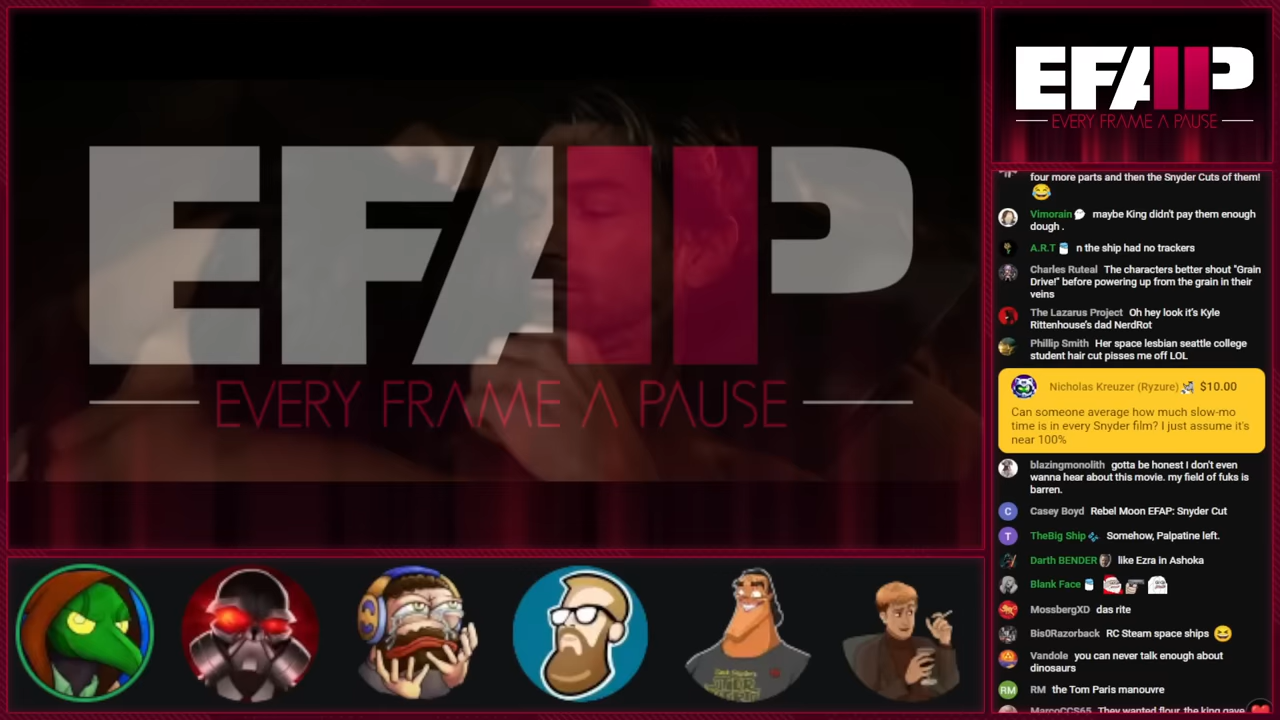 EFAP
EVERY FRAME A PAUSE
EFAP
EVERY FRAME A PAUSE
four more parts and then the Snyder Cuts of them!
😂
Vimorain maybe King didn't pay them enough
dough .
A.R.T n the ship had no trackers
Charles Ruteal The characters better shout "Grain
Drive!" before powering up from the grain in their
veins
The Lazarus Project Oh hey look it's Kyle
Rittenhouse's dad NerdRot
Phillip Smith Her space lesbian seattle college
student hair cut pisses me off LOL
Nicholas Kreuzer (Ryzure) $10.00
Can someone average how much slow-mo
time is in every Snyder film? I just assume it's
near 100%
blazingmonolith gotta be honest I don't even
wanna hear about this movie. my field of fuks is
barren.
C Casey Boyd Rebel Moon EFAP: Snyder Cut
T TheBig Ship Somehow, Palpatine left.
Darth BENDER like Ezra in Ashoka
Blank Face
MossbergXD das rite
Bis0Razorback RC Steam space ships 😆
Vandole you can never talk enough about
dinosaurs
RM RM the Tom Paris manouvre
MarcoCCS65 They wanted flour, the king gave